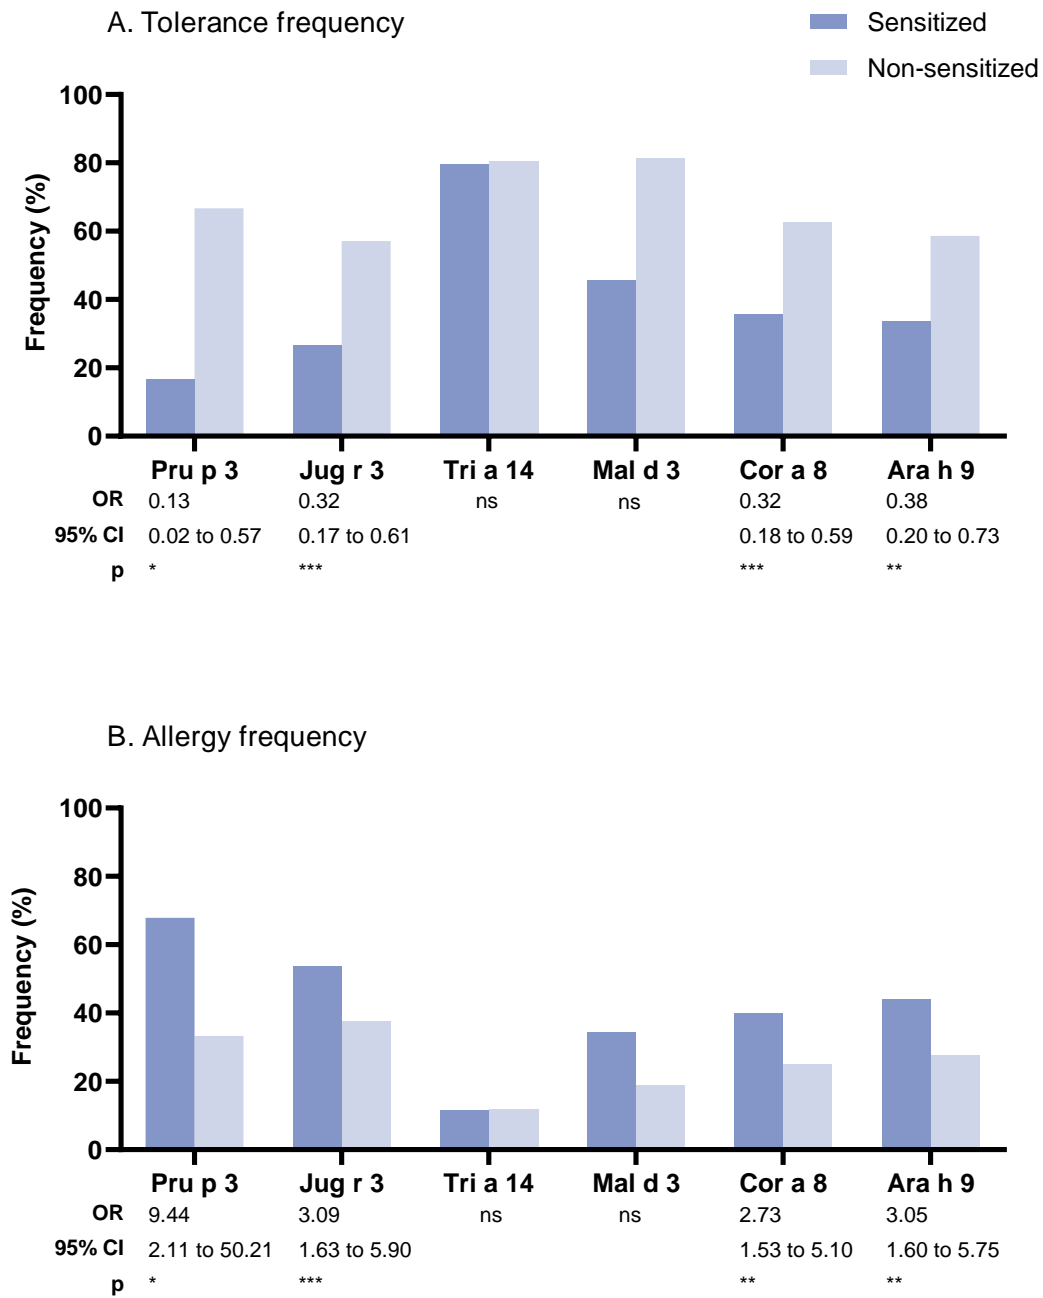 A. Tolerance frequency
Sensitized
Non-sensitized
Frequency (%)
100
80
60
40
20
0
Pru p 3 Jug r 3 Tri a 14 Mal d 3 Cor a 8 Ara h 9
OR 0.13 0.32 ns ns 0.32 0.38
95% CI 0.02 to 0.57 0.17 to 0.61 0.18 to 0.59 0.20 to 0.73
p * *** *** **
B. Allergy frequency
Frequency (%)
100
80
60
40
20
0
Pru p 3 Jug r 3 Tri a 14 Mal d 3 Cor a 8 Ara h 9
OR 9.44 3.09 ns ns 2.73 3.05
95% CI 2.11 to 50.21 1.63 to 5.90 1.53 to 5.10 1.60 to 5.75
p * *** ** **